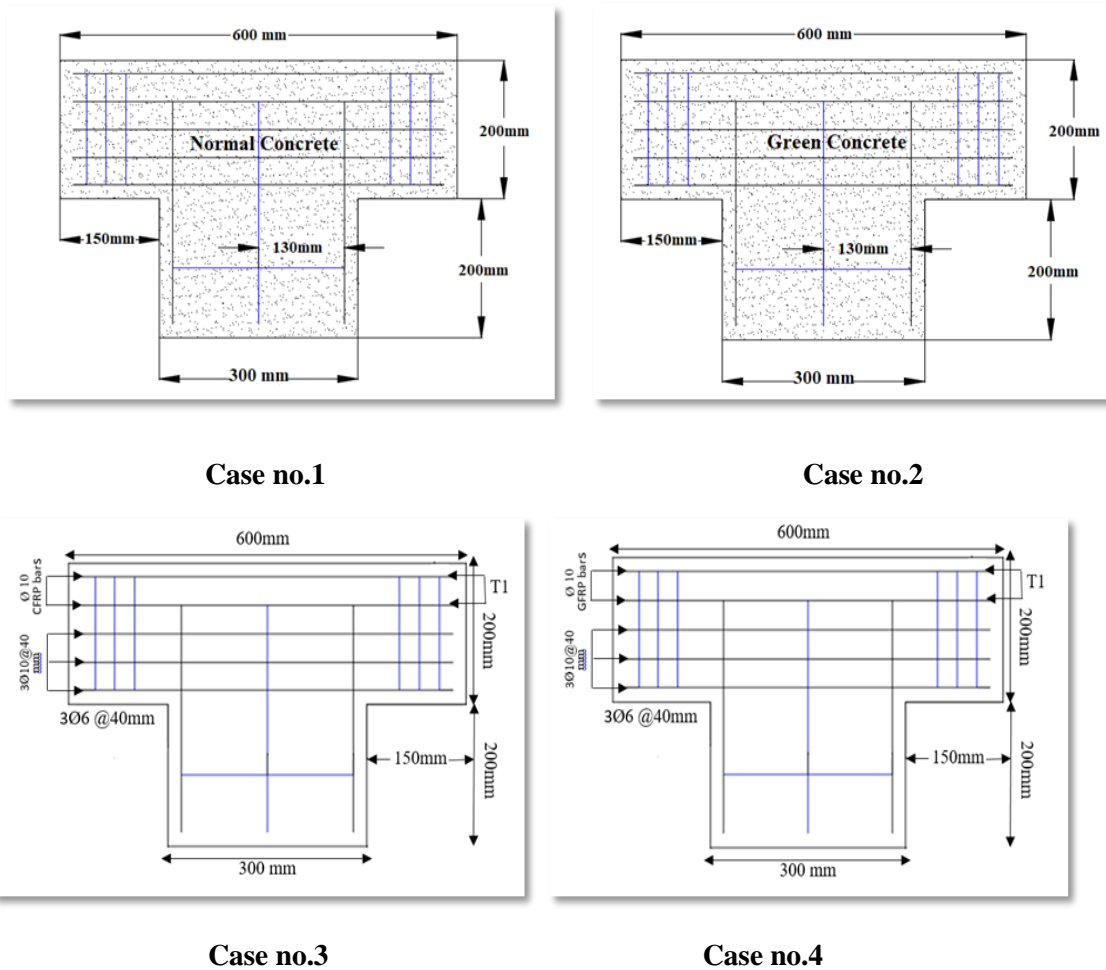 600 mm
200mm
Normal Concrete
150mm
130mm
200mm
300 mm
Case no.1
600 mm
200mm
Green Concrete
150mm
130mm
200mm
300 mm
Case no.2
600mm
Ø 10
CFRP bars
T1
200mm
3Ø10@40
mm
3Ø6 @40mm
150mm
200mm
300 mm
Case no.3
600mm
Ø 10
GFRP bars
T1
200mm
3Ø10@40
mm
3Ø6 @40mm
150mm
200mm
300 mm
Case no.4